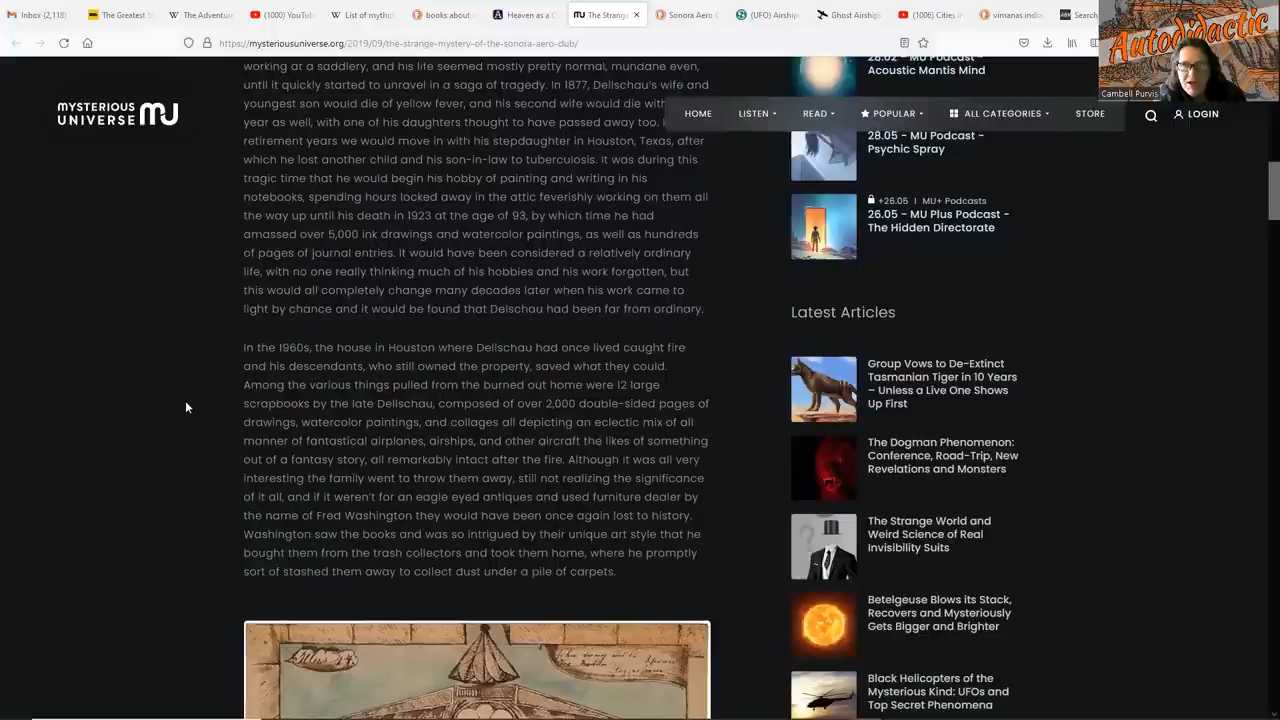 Inbox (2,118)
The Greatest S
The Adventur
(1000) YouTub
List of mytho
books about
Heaven as a C
The Strange
Sonora Aero C
(UFO) Airship
Ghost Airships
(1006) Cities i
vimanas indi
Search
https://mysteriousuniverse.org/2019/09/the-strange-mystery-of-the-sonora-aero-club/
Autodidactic
Cambell Purvis
MYSTERIOUS
UNIVERSE MU
HOME
LISTEN
READ
POPULAR
ALL CATEGORIES
STORE
LOGIN
working at a saddlery, and his life seemed mostly pretty normal, mundane even,
until it quickly started to unravel in a saga of tragedy. In 1877, Dellschau's wife and
youngest son would die of yellow fever, and his second wife would die with
year as well, with one of his daughters thought to have passed away too.
retirement years we would move in with his stepdaughter in Houston, Texas, after
which he lost another child and his son-in-law to tuberculosis. It was during this
tragic time that he would begin his hobby of painting and writing in his
notebooks, spending hours locked away in the attic feverishly working on them all
the way up until his death in 1923 at the age of 93, by which time he had
amassed over 5,000 ink drawings and watercolor paintings, as well as hundreds
of pages of journal entries. It would have been considered a relatively ordinary
life, with no one really thinking much of his hobbies and his work forgotten, but
this would all completely change many decades later when his work came to
light by chance and it would be found that Delschau had been far from ordinary.
In the 1960s, the house in Houston where Dellschau had once lived caught fire
and his descendants, who still owned the property, saved what they could.
Among the various things pulled from the burned out home were 12 large
scrapbooks by the late Dellschau, composed of over 2,000 double-sided pages of
drawings, watercolor paintings, and collages all depicting an eclectic mix of all
manner of fantastical airplanes, airships, and other aircraft the likes of something
out of a fantasy story, all remarkably intact after the fire. Although it was all very
interesting the family went to throw them away, still not realizing the significance
of it all, and if it weren't for an eagle eyed antiques and used furniture dealer by
the name of Fred Washington they would have been once again lost to history.
Washington saw the books and was so intrigued by their unique art style that he
bought them from the trash collectors and took them home, where he promptly
sort of stashed them away to collect dust under a pile of carpets.
28.02 - MU Podcast -
Acoustic Mantis Mind
28.05 - MU Podcast -
Psychic Spray
+26.05 | MU+ Podcasts
26.05 - MU Plus Podcast -
The Hidden Directorate
Latest Articles
Group Vows to De-Extinct
Tasmanian Tiger in 10 Years
– Unless a Live One Shows
Up First
The Dogman Phenomenon:
Conference, Road-Trip, New
Revelations and Monsters
The Strange World and
Weird Science of Real
Invisibility Suits
Betelgeuse Blows its Stack,
Recovers and Mysteriously
Gets Bigger and Brighter
Black Helicopters of the
Mysterious Kind: UFOs and
Top Secret Phenomena